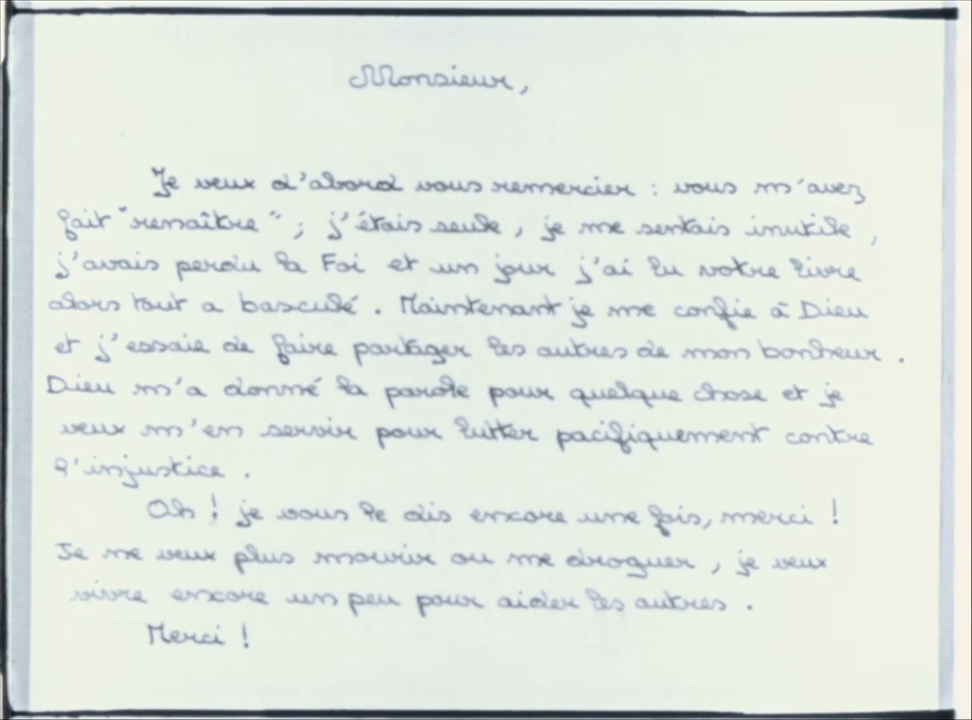 Monsieur,
Je veux d'abord vous remercier : vous m'avez
fait "renaître" ; j'étais seule, je me sentais inutile,
j'avais perdu la Foi et un jour j'ai lu votre livre
alors tout a basculé. Maintenant je me confie à Dieu
et j'essaie de faire partager les autres de mon bonheur.
Dieu m'a donné la parole pour quelque chose et je
veux m'en servir pour lutter pacifiquement contre
l'injustice.
Oh ! je vous le dis encore une fois, merci !
Je ne veux plus mourir ou me droguer, je veux
vivre encore un peu pour aider les autres.
Merci !